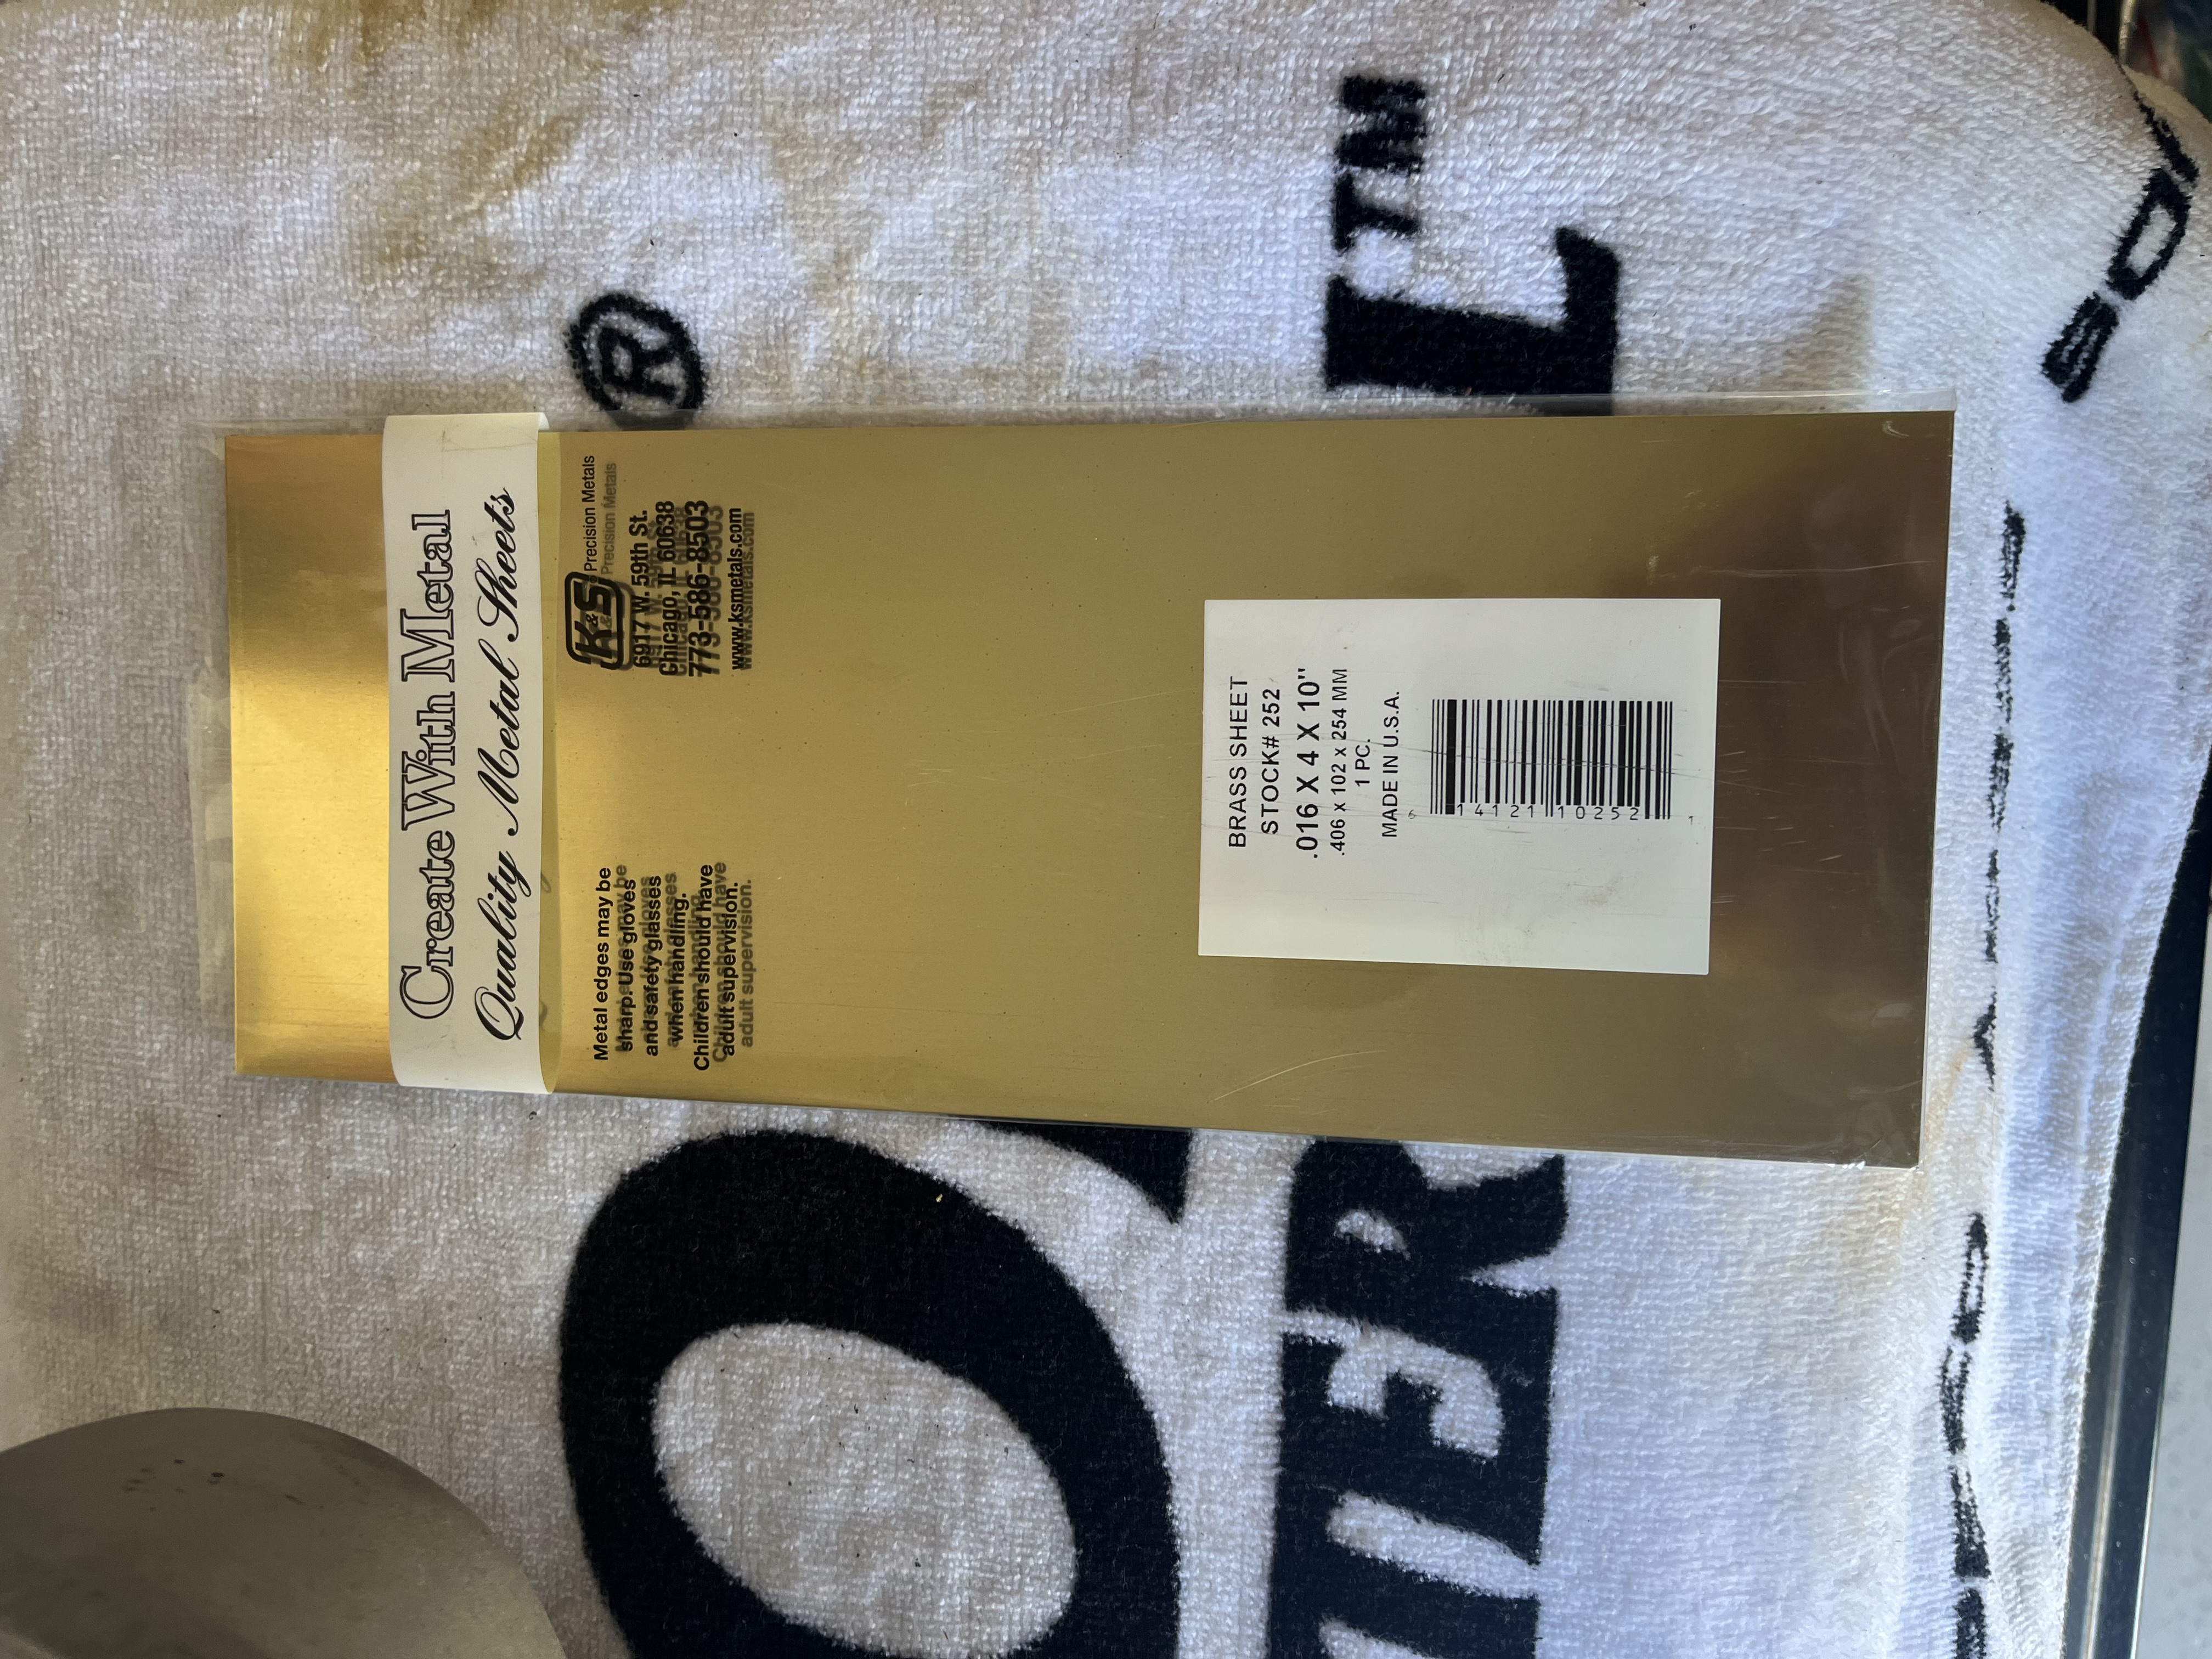 Create With Metal
Quality Metal Sheets
Metal edges may be
sharp. Use gloves
and safety glasses
when handling.
Children should have
adult supervision.
K&S Precision Metals
6917 W. 59th St.
Chicago, IL 60638
773-586-8503
www.ksmetals.com
BRASS SHEET
STOCK# 252
.016 X 4 X 10"
.406 x 102 x 254 MM
1 PC.
MADE IN U.S.A.
6 14121 10252 1
®
TM